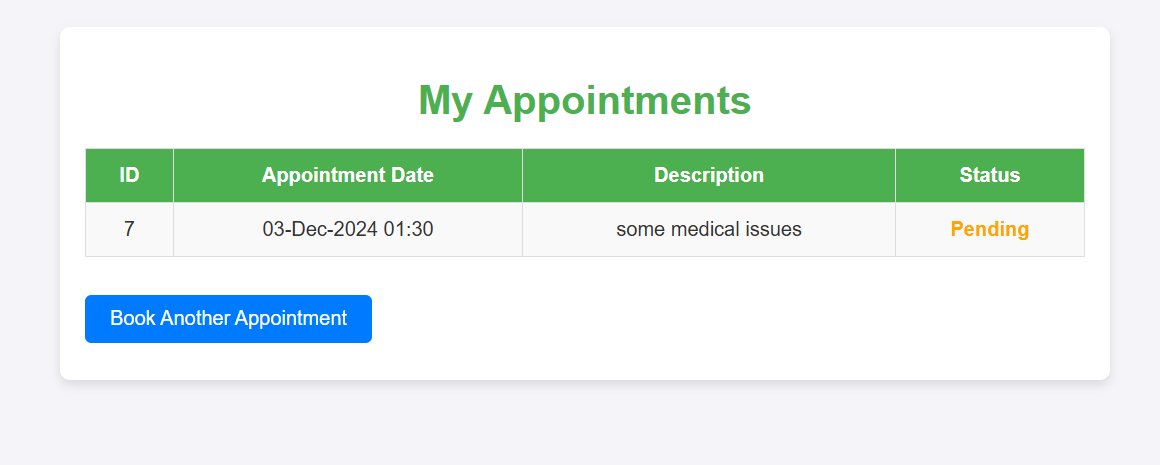 My Appointments
ID Appointment Date Description Status
7 03-Dec-2024 01:30 some medical issues Pending
Book Another Appointment